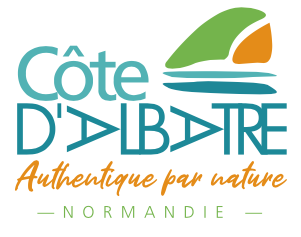 Côte
D'ALBATRE
Authentique par nature
— NORMANDIE —